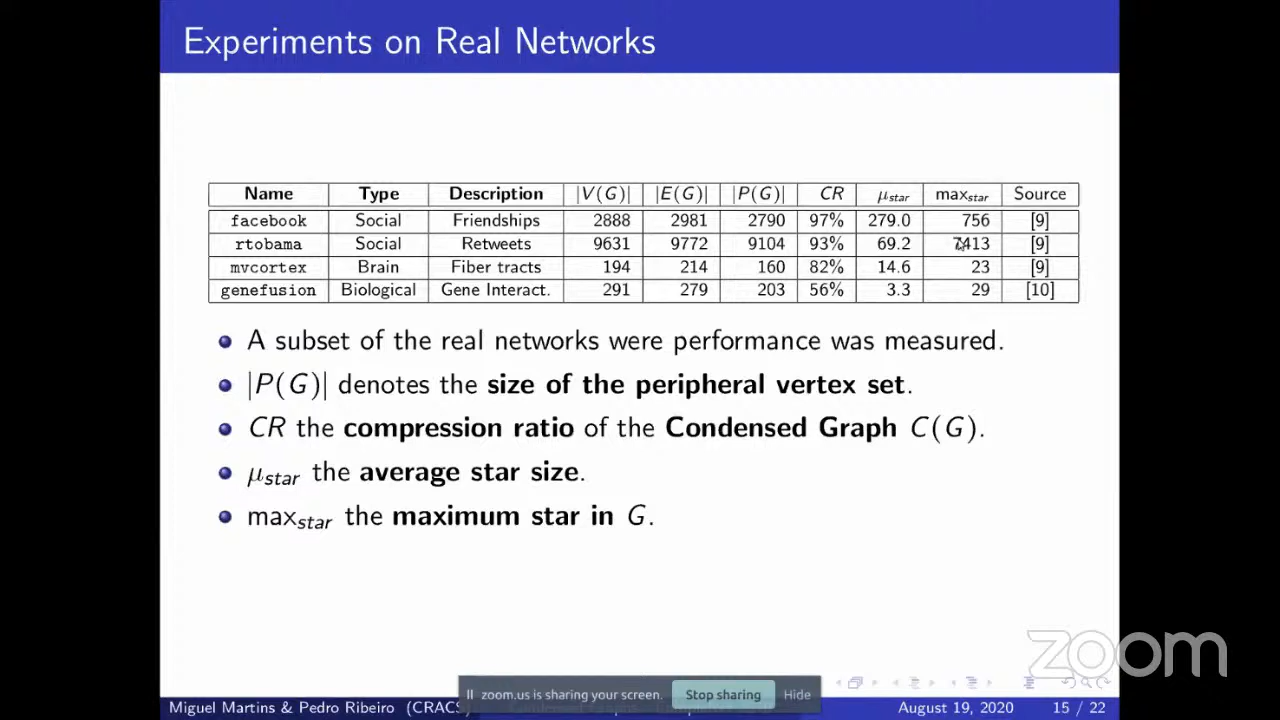 Experiments on Real Networks
Name Type Description |V(G)| |E(G)| |P(G)| CR μstar maxstar Source
facebook Social Friendships 2888 2981 2790 97% 279.0 756 [9]
rtobama Social Retweets 9631 9772 9104 93% 69.2 7413 [9]
mvcortex Brain Fiber tracts 194 214 160 82% 14.6 23 [9]
genefusion Biological Gene Interact. 291 279 203 56% 3.3 29 [10]
A subset of the real networks were performance was measured.
|P(G)| denotes the size of the peripheral vertex set.
CR the compression ratio of the Condensed Graph C(G).
μstar the average star size.
maxstar the maximum star in G.
zoom
zoom.us is sharing your screen. Stop sharing Hide
Miguel Martins & Pedro Ribeiro (CRACS August 19, 2020 15 / 22